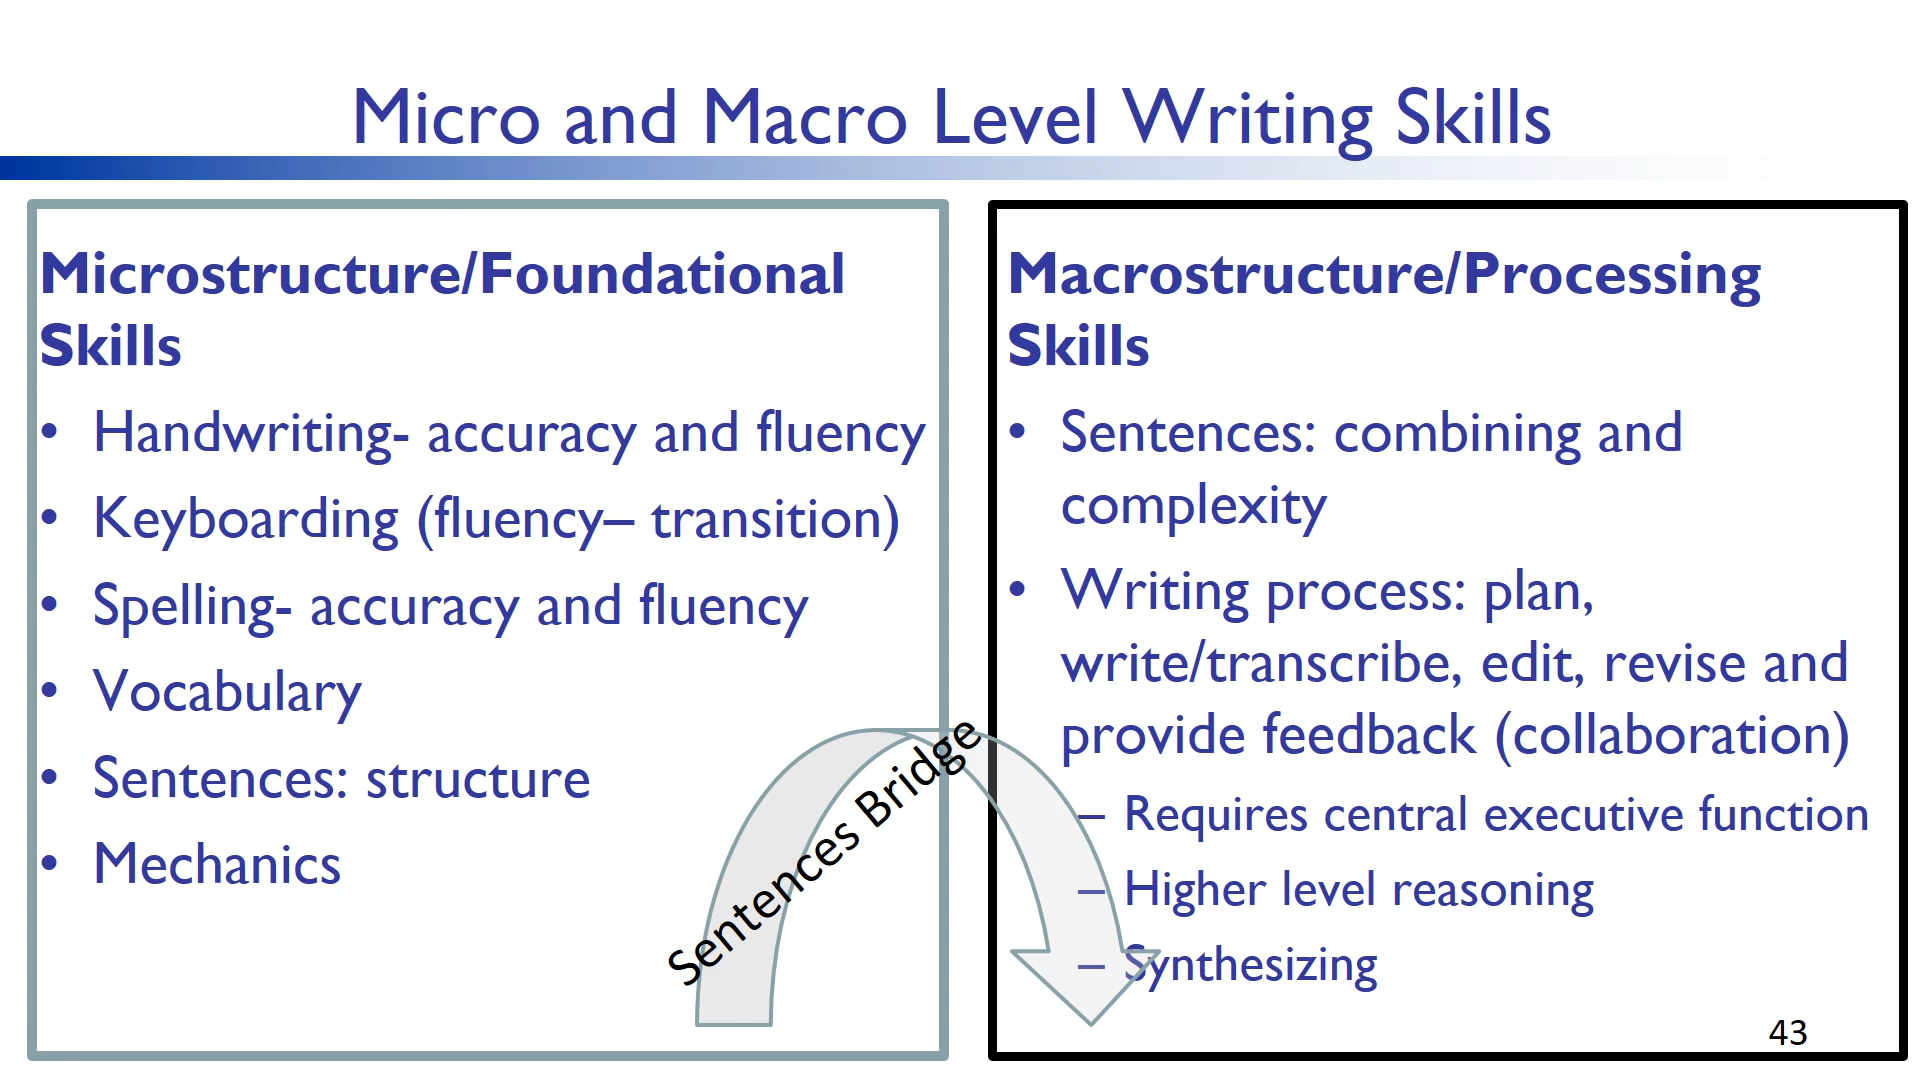 Micro and Macro Level Writing Skills
Microstructure/Foundational
Skills
• Handwriting- accuracy and fluency
• Keyboarding (fluency– transition)
• Spelling- accuracy and fluency
• Vocabulary
• Sentences: structure
• Mechanics
Sentences Bridge
Macrostructure/Processing
Skills
• Sentences: combining and
complexity
• Writing process: plan,
write/transcribe, edit, revise and
provide feedback (collaboration)
– Requires central executive function
– Higher level reasoning
– Synthesizing
43